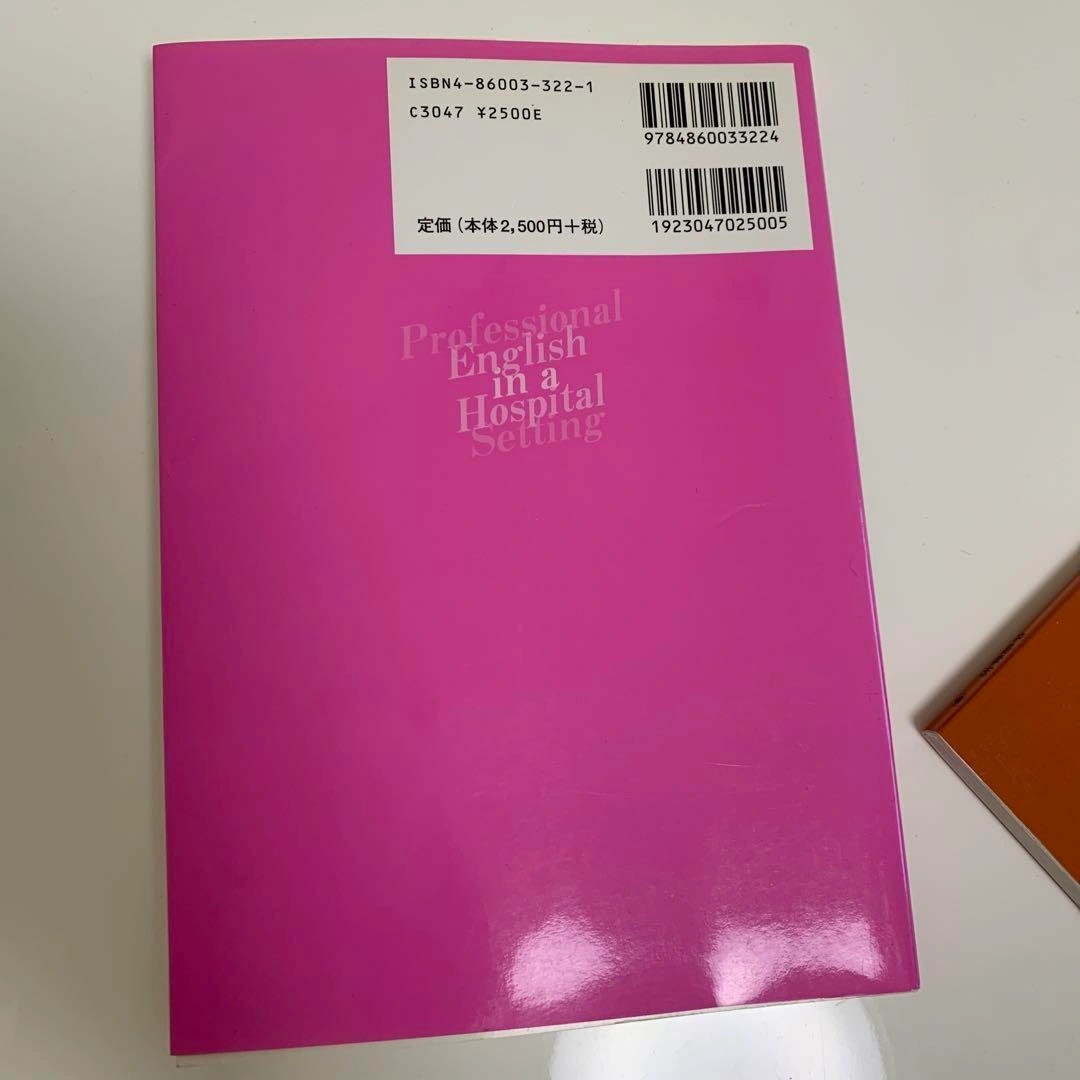 ISBN4-86003-322-1
C3047 ¥2500E
9784860033224
定価(本体2,500円+税)
1923047025005
Professional
English
in a
Hospital
Setting